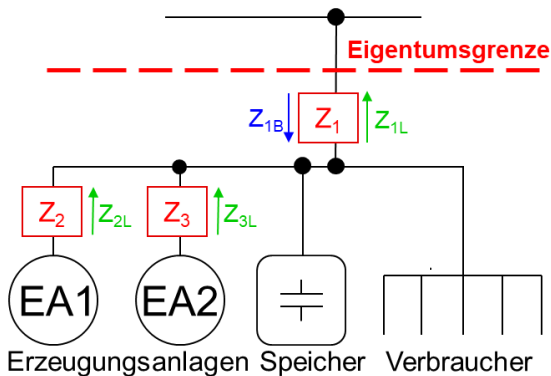 Eigentumsgrenze
Z1B Z1 Z1L
Z2 Z2L Z3 Z3L
EA1 EA2
Erzeugungsanlagen Speicher Verbraucher